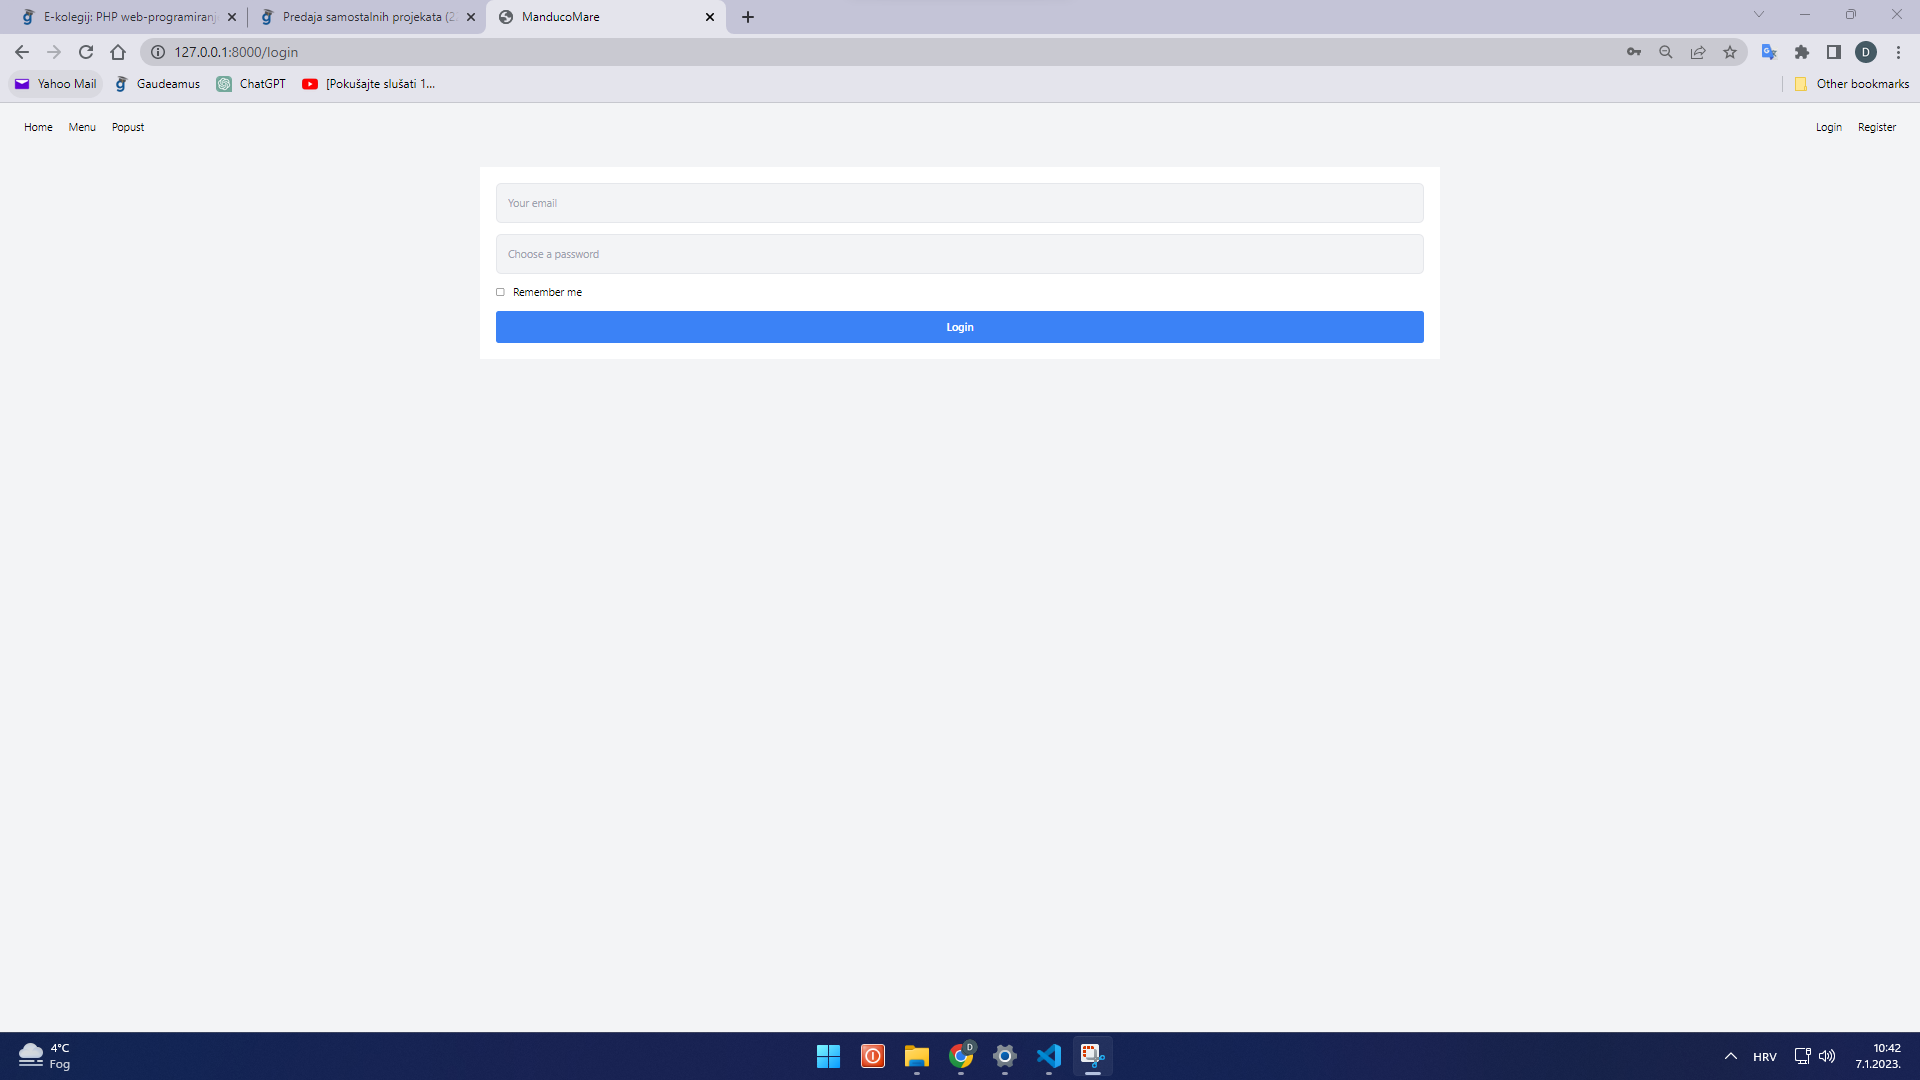 E-kolegij: PHP web-programiranj
Predaja samostalnih projekata (2
ManducoMare
127.0.0.1:8000/login
D
Yahoo Mail
Gaudeamus
ChatGPT
[Pokušajte slušati 1...
Other bookmarks
Home
Menu
Popust
Login
Register
Your email
Choose a password
Remember me
Login
4°C
Fog
D
HRV
10:42
7.1.2023.